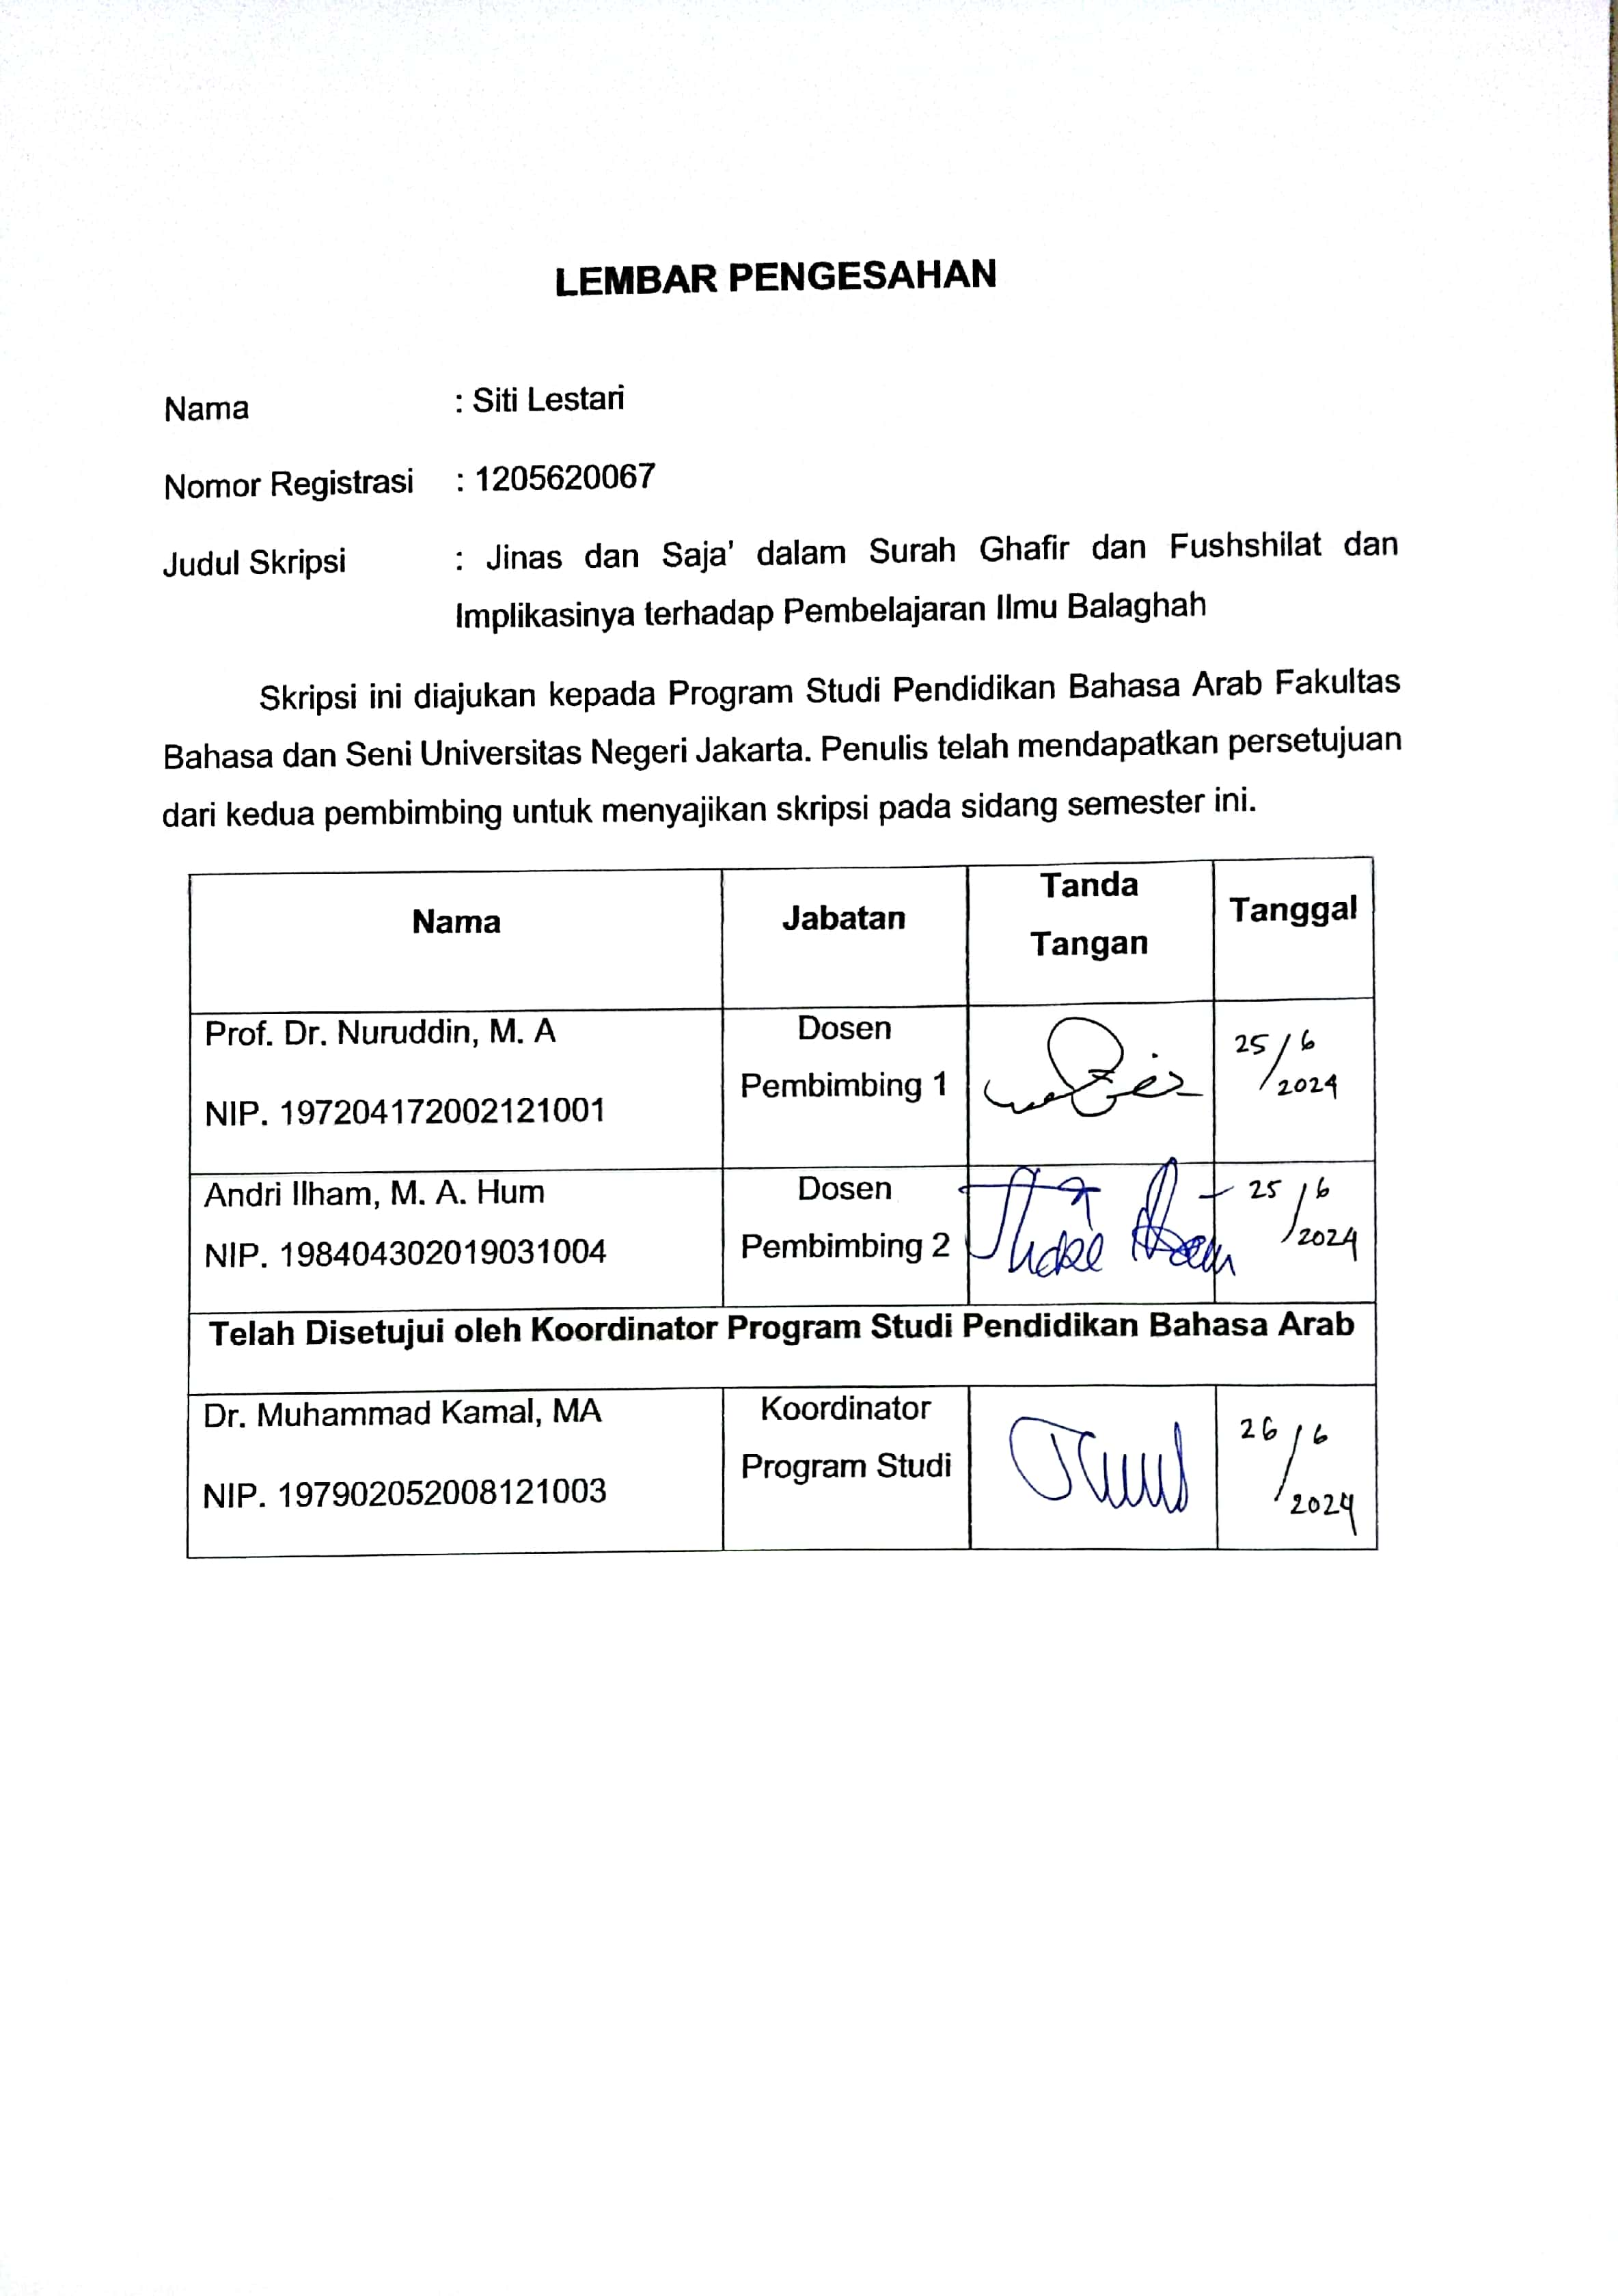 LEMBAR PENGESAHAN
Nama : Siti Lestari
Nomor Registrasi : 1205620067
Judul Skripsi : Jinas dan Saja’ dalam Surah Ghafir dan Fushshilat dan
Implikasinya terhadap Pembelajaran Ilmu Balaghah
Skripsi ini diajukan kepada Program Studi Pendidikan Bahasa Arab Fakultas
Bahasa dan Seni Universitas Negeri Jakarta. Penulis telah mendapatkan persetujuan
dari kedua pembimbing untuk menyajikan skripsi pada sidang semester ini.
Nama Jabatan Tanda Tangan Tanggal
Prof. Dr. Nuruddin, M. A Dosen 25/6
NIP. 197204172002121001 Pembimbing 1 2024
Andri Ilham, M. A. Hum Dosen 25/6
NIP. 198404302019031004 Pembimbing 2 2024
Telah Disetujui oleh Koordinator Program Studi Pendidikan Bahasa Arab
Dr. Muhammad Kamal, MA Koordinator 26/6
NIP. 197902052008121003 Program Studi 2024